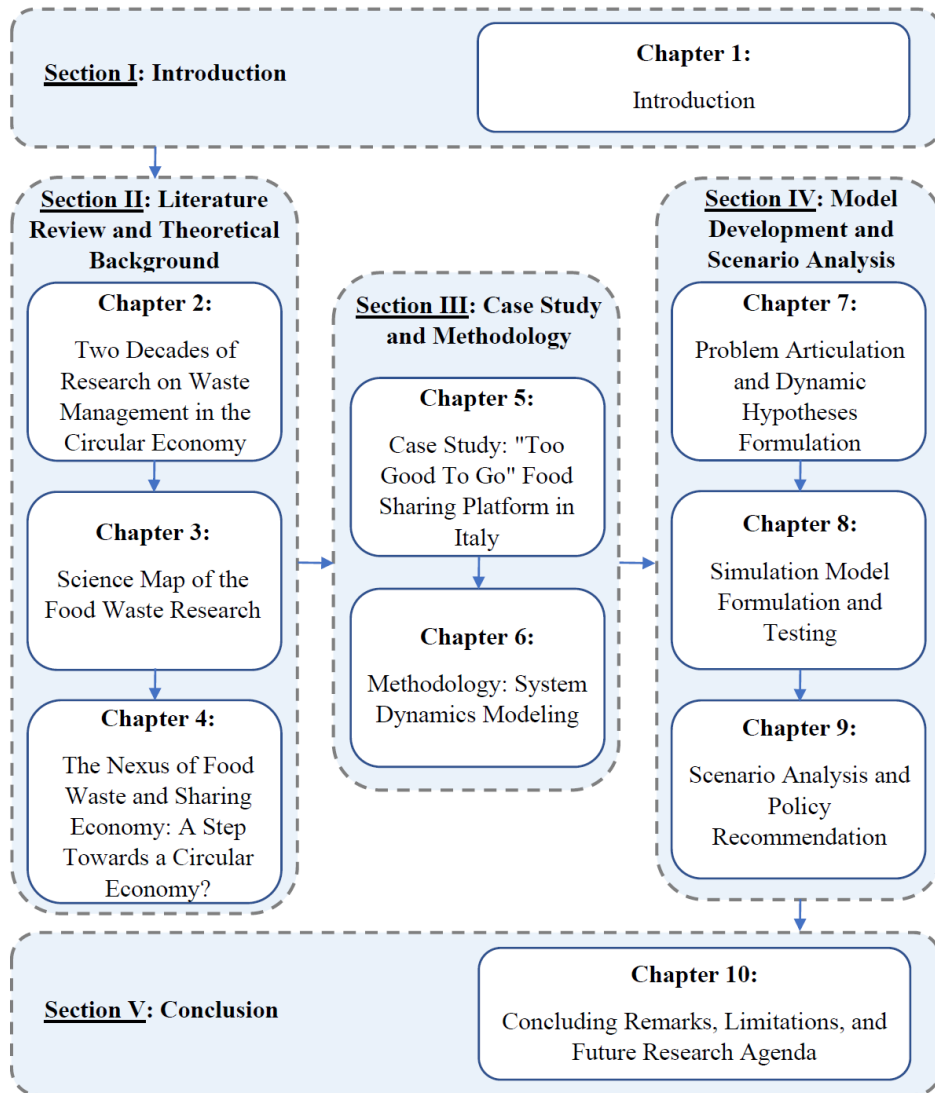 Section I: Introduction
Chapter 1:
Introduction
Section II: Literature
Review and Theoretical
Background
Chapter 2:
Two Decades of
Research on Waste
Management in the
Circular Economy
Chapter 3:
Science Map of the
Food Waste Research
Chapter 4:
The Nexus of Food
Waste and Sharing
Economy: A Step
Towards a Circular
Economy?
Section III: Case Study
and Methodology
Chapter 5:
Case Study: "Too
Good To Go" Food
Sharing Platform in
Italy
Chapter 6:
Methodology: System
Dynamics Modeling
Section IV: Model
Development and
Scenario Analysis
Chapter 7:
Problem Articulation
and Dynamic
Hypotheses
Formulation
Chapter 8:
Simulation Model
Formulation and
Testing
Chapter 9:
Scenario Analysis and
Policy
Recommendation
Section V: Conclusion
Chapter 10:
Concluding Remarks, Limitations, and
Future Research Agenda